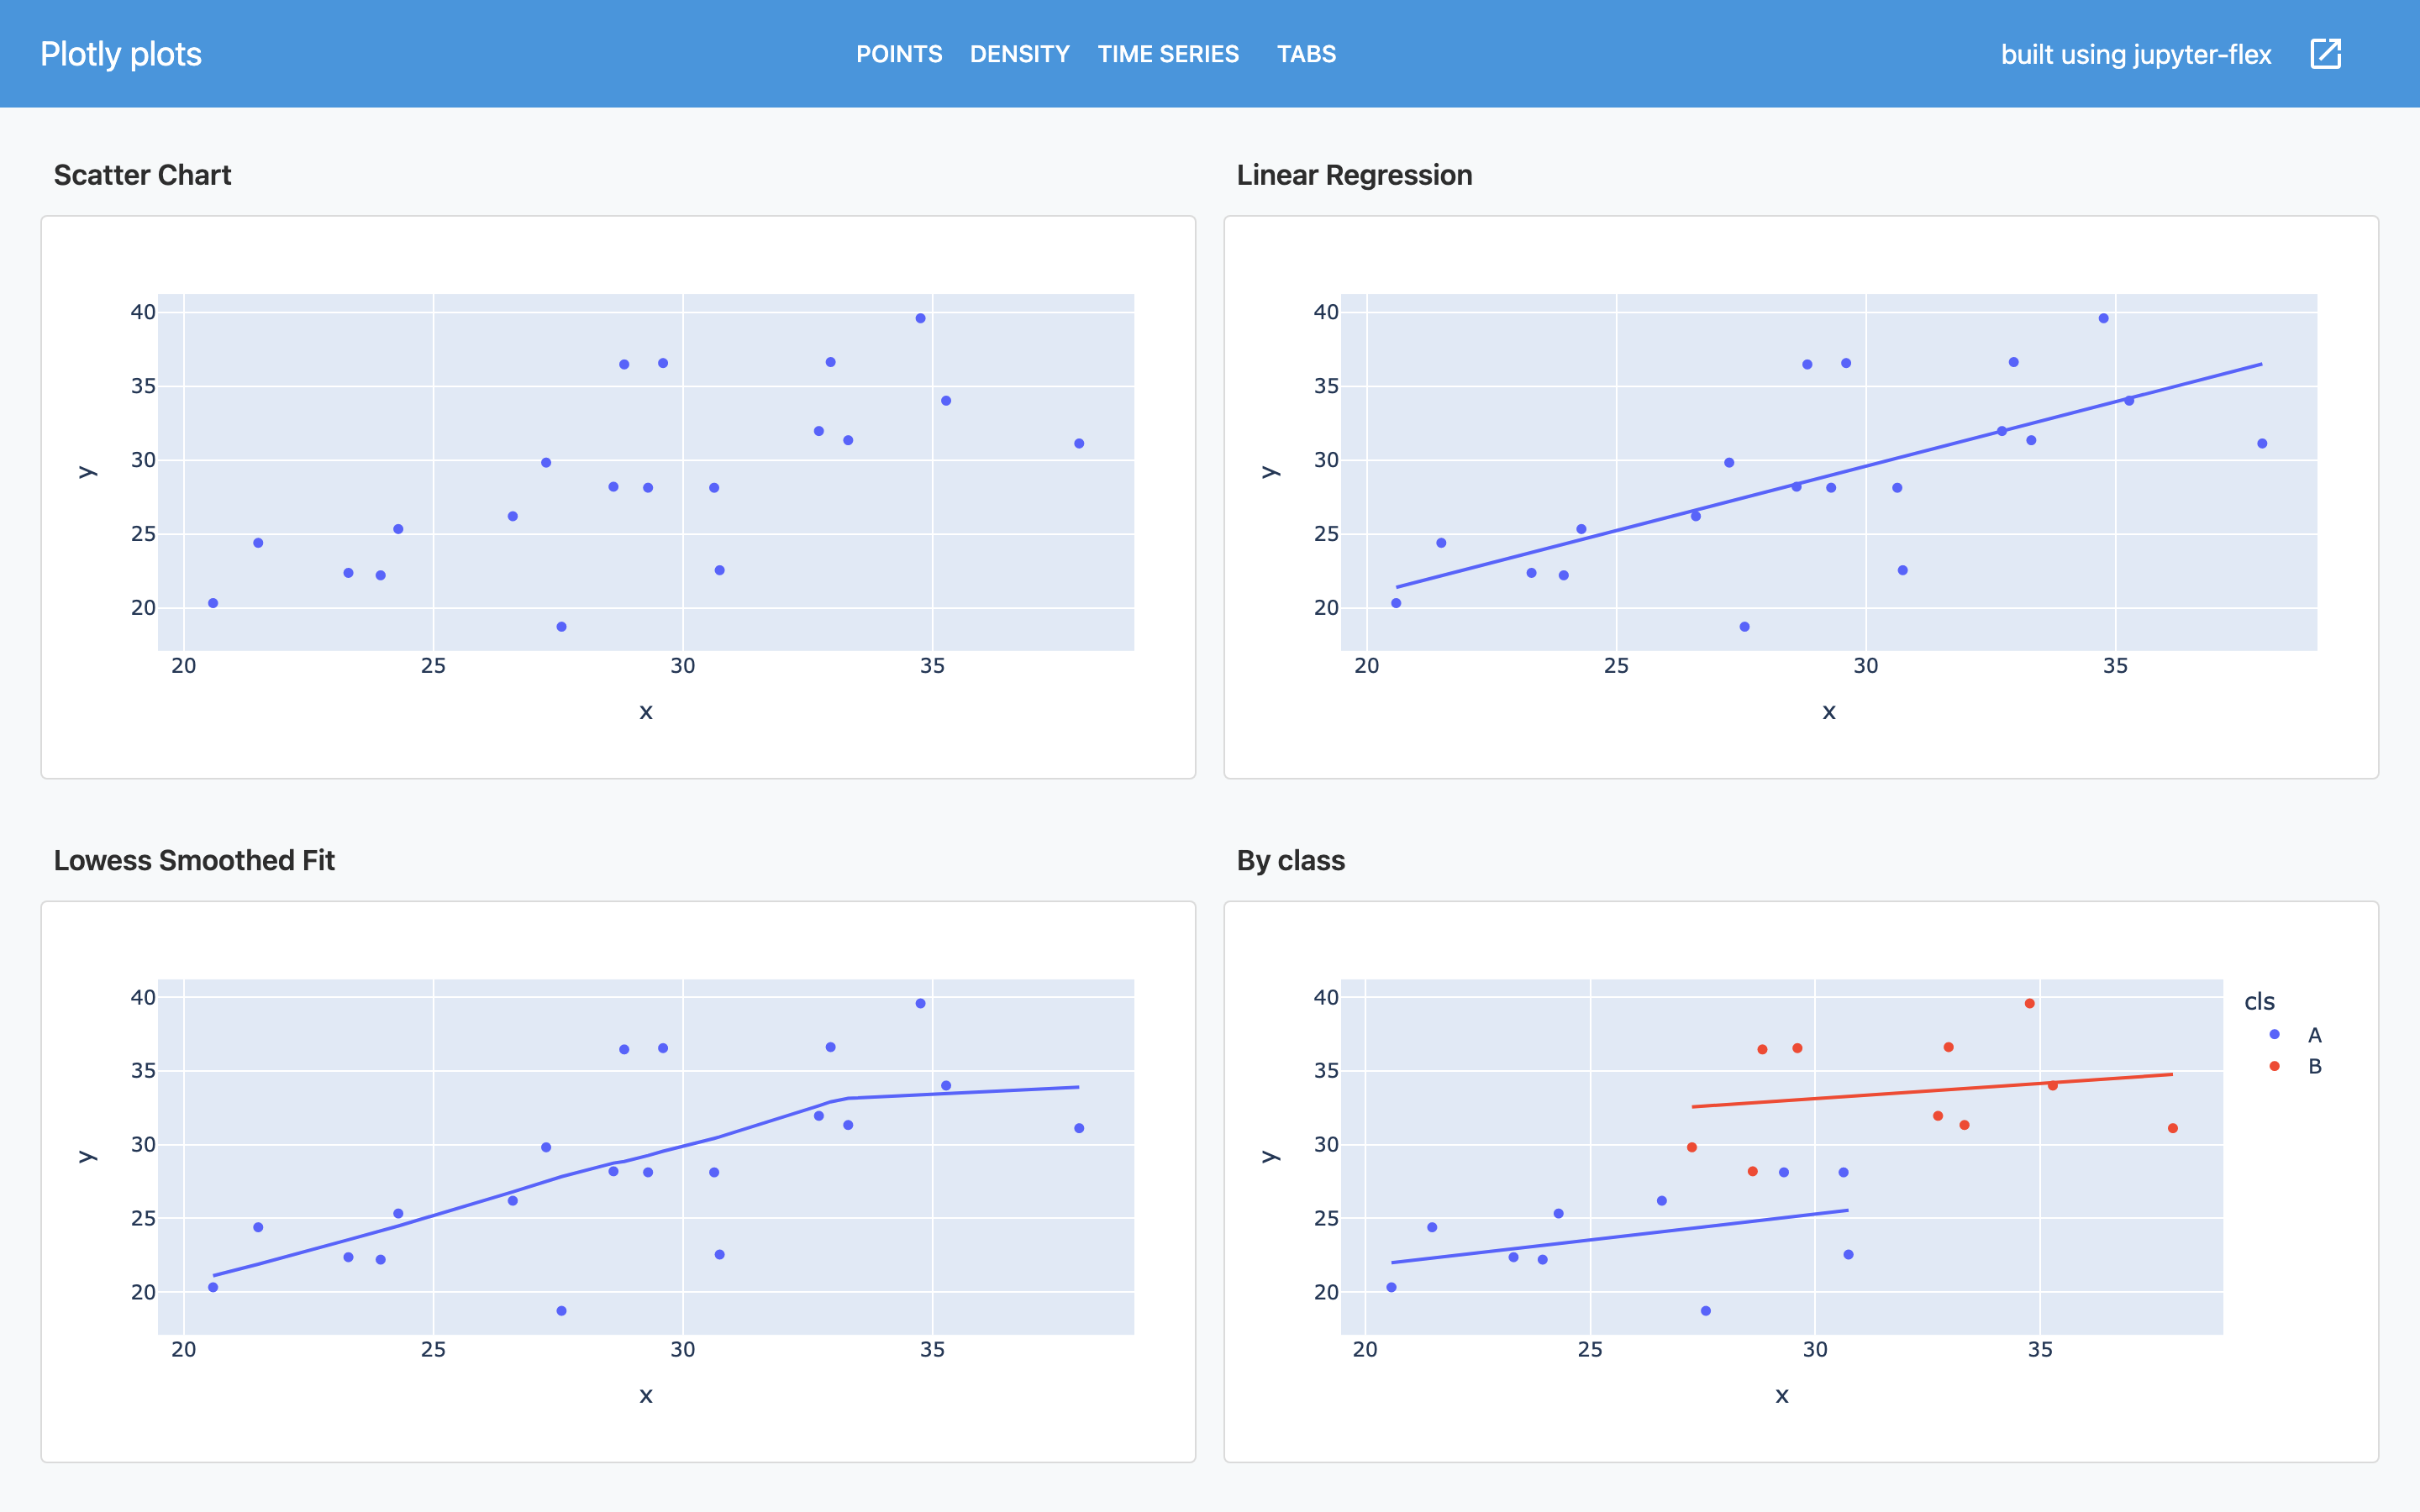 Plotly plots
POINTS DENSITY TIME SERIES TABS
built using jupyter-flex
Scatter Chart
40
35
30
25
20
y
20 25 30 35
x
Linear Regression
40
35
30
25
20
y
20 25 30 35
x
Lowess Smoothed Fit
40
35
30
25
20
y
20 25 30 35
x
By class
40
35
30
25
20
y
20 25 30 35
x
cls
A
B